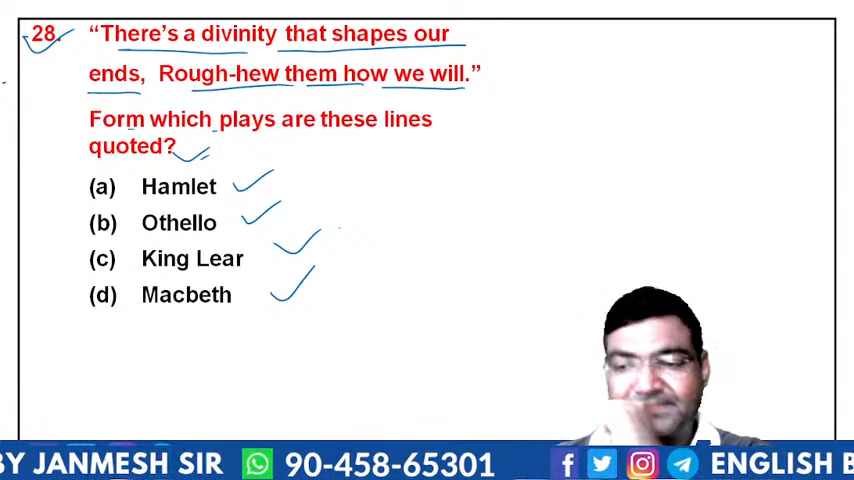 28. “There’s a divinity that shapes our
ends, Rough-hew them how we will.”
Form which plays are these lines
quoted?
(a) Hamlet
(b) Othello
(c) King Lear
(d) Macbeth
BY JANMESH SIR 90-458-65301 ENGLISH B